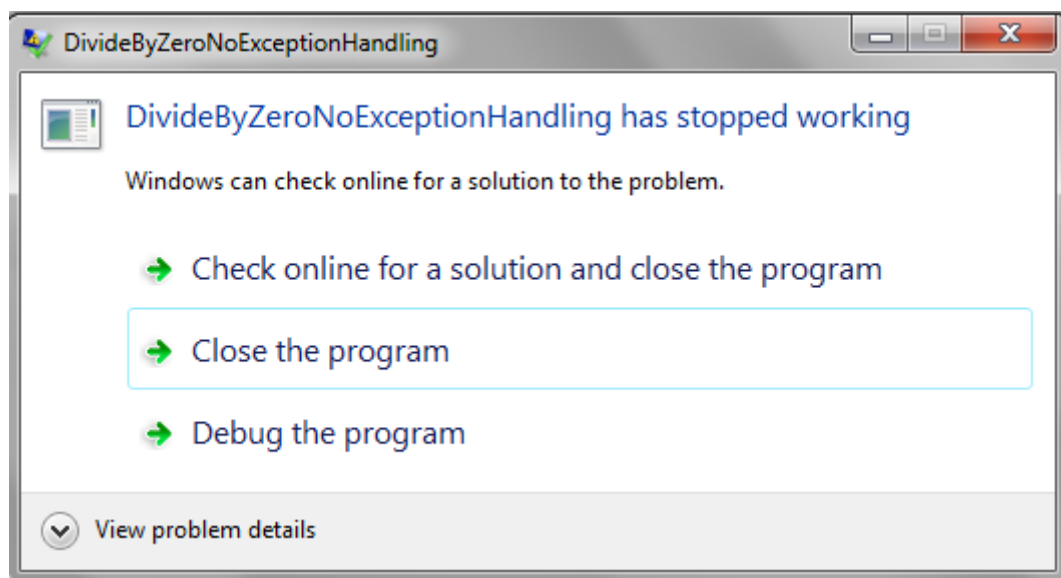 DivideByZeroNoExceptionHandling
DivideByZeroNoExceptionHandling has stopped working
Windows can check online for a solution to the problem.
Check online for a solution and close the program
Close the program
Debug the program
View problem details